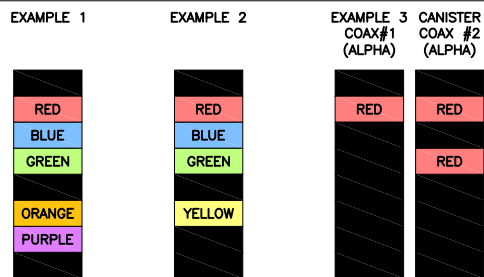 EXAMPLE 1
EXAMPLE 2
EXAMPLE 3 CANISTER
COAX#1 COAX #2
(ALPHA) (ALPHA)
RED RED RED RED
BLUE BLUE
GREEN GREEN RED
ORANGE YELLOW
PURPLE